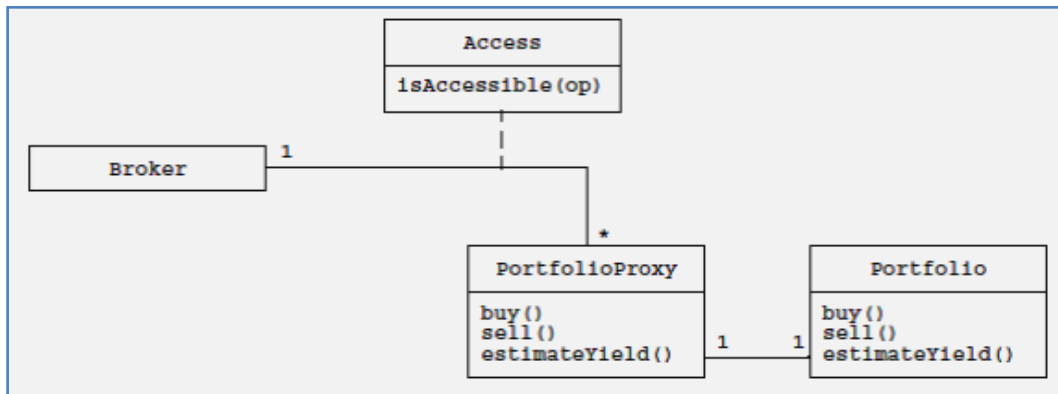 Access
isAccessible(op)
Broker
1
*
PortfolioProxy
buy()
sell()
estimateYield()
1
1
Portfolio
buy()
sell()
estimateYield()